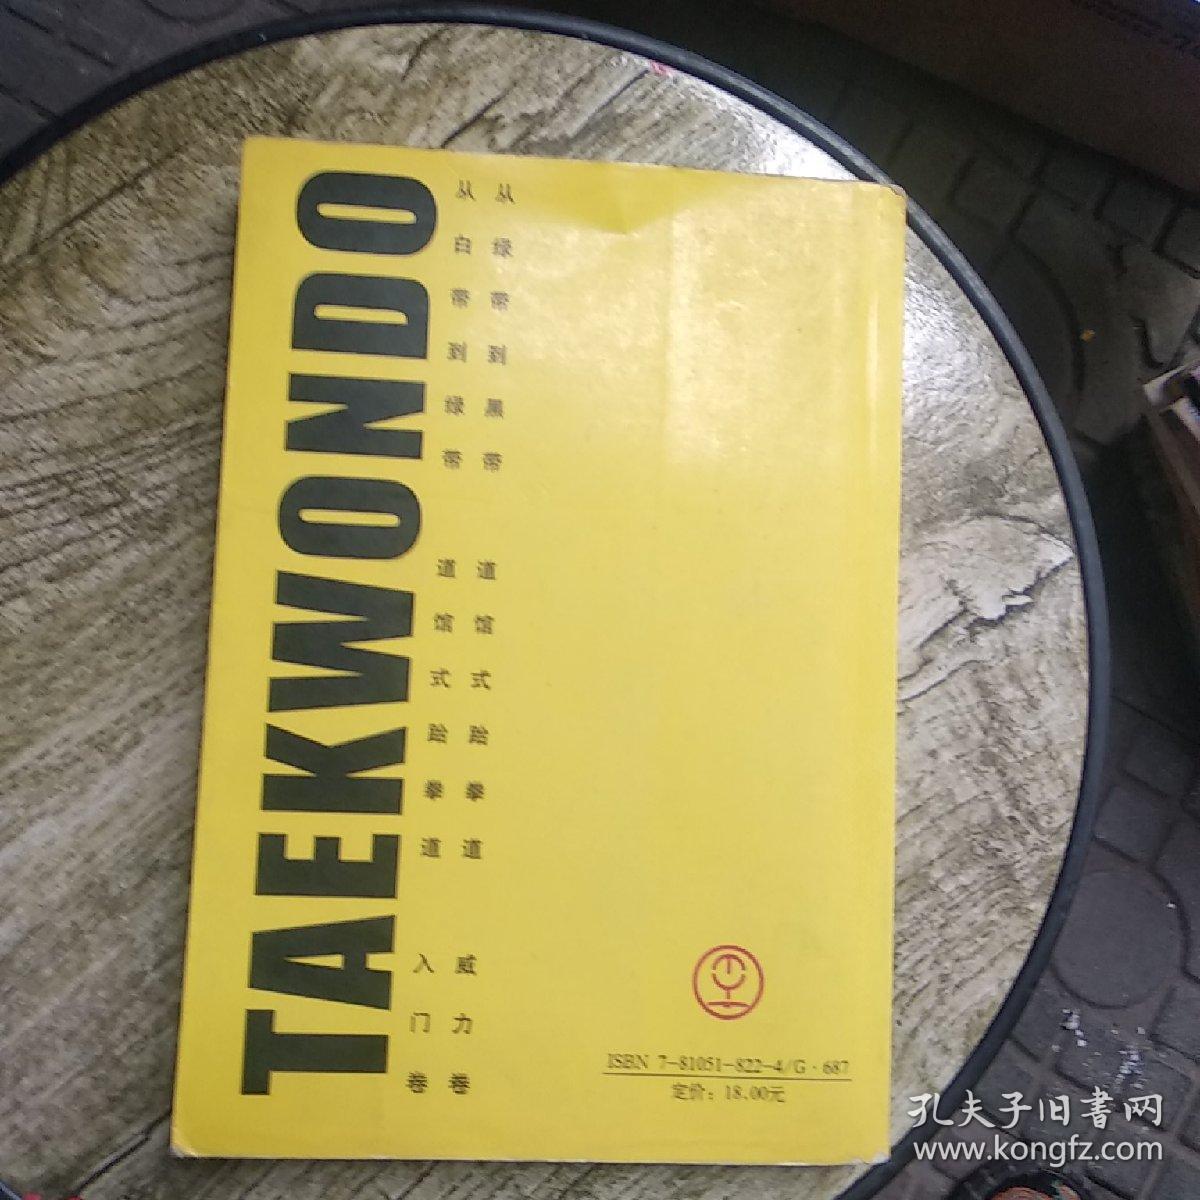 TAEKWONDO
从绿带到黑带 道馆式跆拳道 威力卷
从白带到绿带 道馆式跆拳道 入门卷
ISBN 7-81051-822-4/G·687
定价：18.00元
孔夫子旧书网
www.kongfz.com